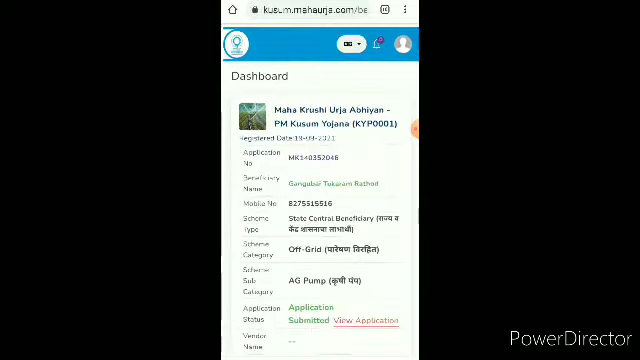 kusum.mahaurja.com/be
Dashboard
Maha Krushi Urja Abhiyan -
PM Kusum Yojana (KYP0001)
Registered Date:19-09-2021
Application No MK140352046
Beneficiary Name Gangubai Tukaram Rathod
Mobile No 8275515516
Scheme Type State Central Beneficiary (राज्य व
केंद्र शासनाचा लाभार्थी)
Scheme Category Off-Grid (पारेषण विरहित)
Scheme Sub Category AG Pump (कृषी पंप)
Application Status Application
Submitted View Application
Vendor Name --
PowerDirector